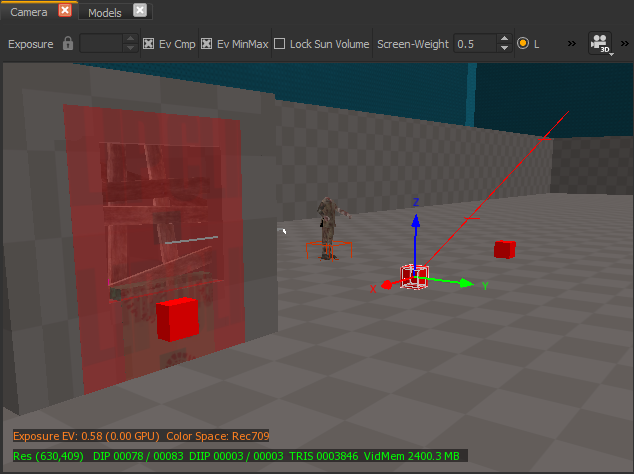 Camera Models
Exposure Ev Cmp Ev MinMax Lock Sun Volume Screen-Weight 0.5 L » 3D »
Z
X
Y
Exposure EV: 0.58 (0.00 GPU) Color Space: Rec709
Res (630,409) DIP 00078 / 00083 DIIP 00003 / 00003 TRIS 0003846 VidMem 2400.3 MB